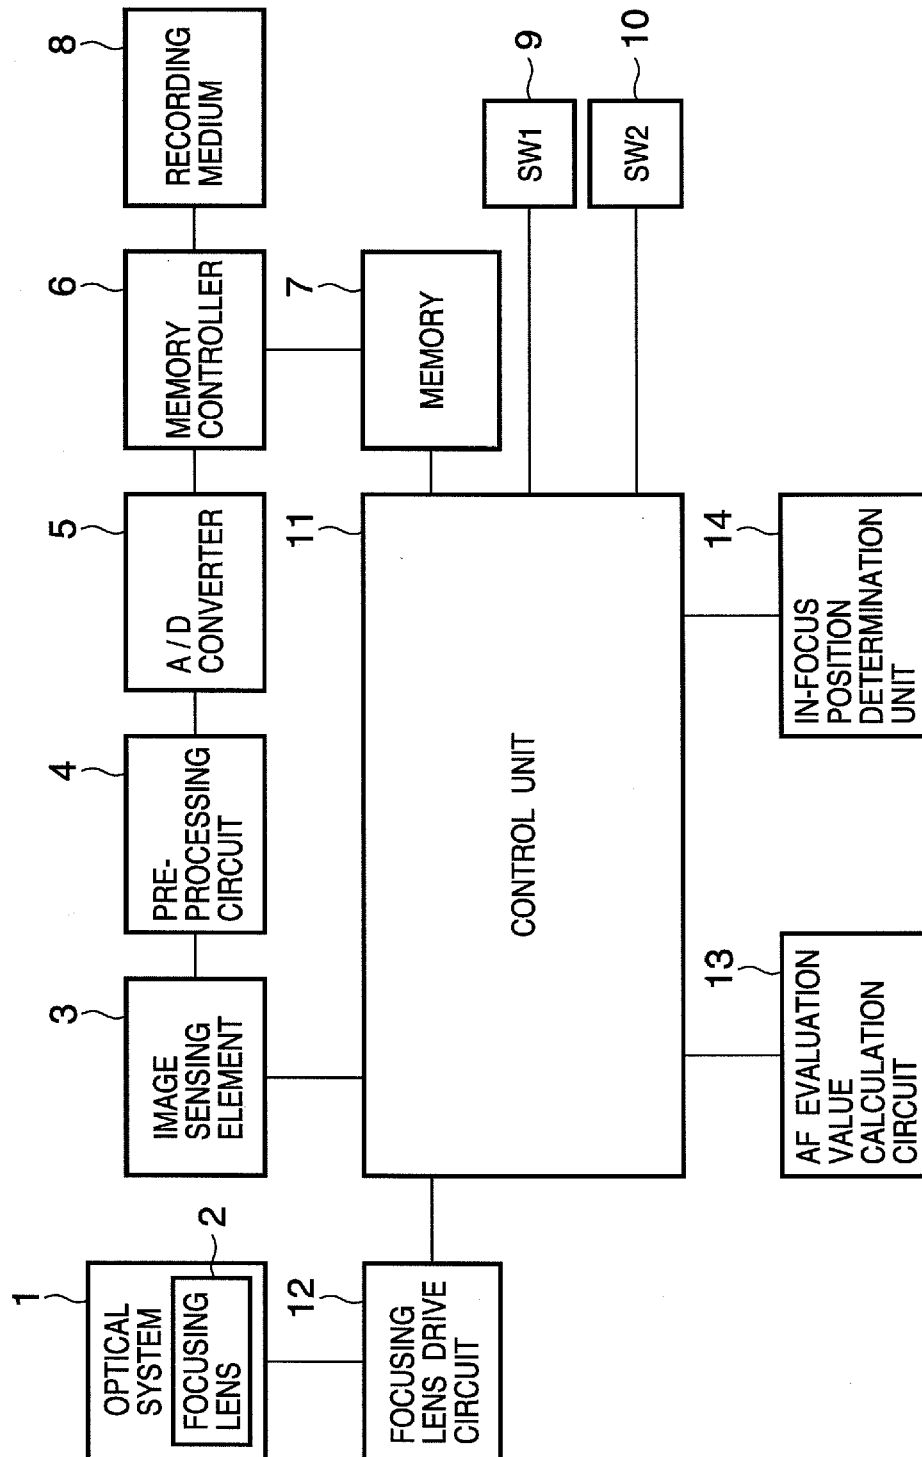 1
OPTICAL
SYSTEM
2
FOCUSING
LENS
3
IMAGE
SENSING
ELEMENT
4
PRE-
PROCESSING
CIRCUIT
5
A/D
CONVERTER
6
MEMORY
CONTROLLER
8
RECORDING
MEDIUM
12
FOCUSING
LENS DRIVE
CIRCUIT
11
CONTROL UNIT
7
MEMORY
9
SW1
10
SW2
13
AF EVALUATION
VALUE
CALCULATION
CIRCUIT
14
IN-FOCUS
POSITION
DETERMINATION
UNIT